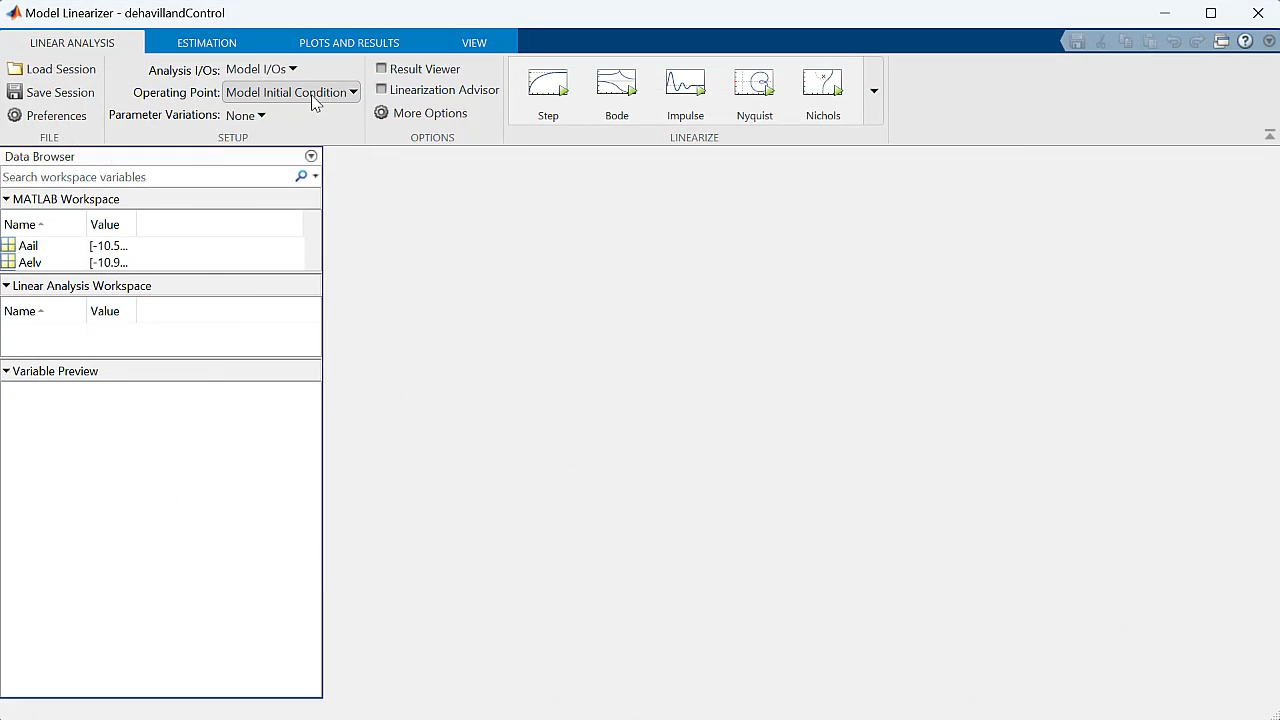 Model Linearizer - dehavillandControl
LINEAR ANALYSIS ESTIMATION PLOTS AND RESULTS VIEW
Load Session
Save Session
Preferences
FILE
Analysis I/Os: Model I/Os
Operating Point: Model Initial Condition
Parameter Variations: None
SETUP
Result Viewer
Linearization Advisor
More Options
OPTIONS
Step Bode Impulse Nyquist Nichols
LINEARIZE
Data Browser
Search workspace variables
MATLAB Workspace
Name Value
Aail [-10.5...
Aelv [-10.9...
Linear Analysis Workspace
Name Value
Variable Preview